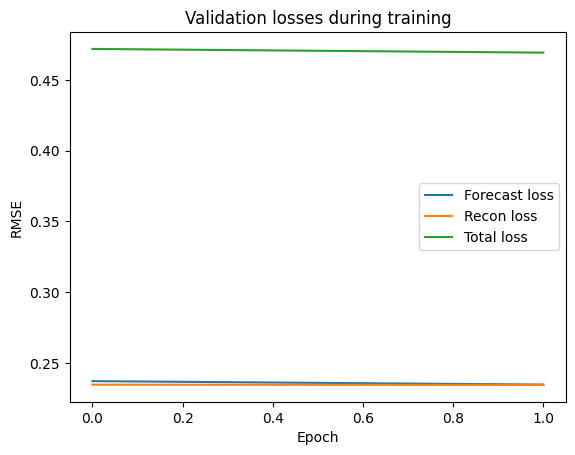 Validation losses during training
RMSE
0.45
0.40
0.35
0.30
0.25
Forecast loss
Recon loss
Total loss
0.0 0.2 0.4 0.6 0.8 1.0
Epoch